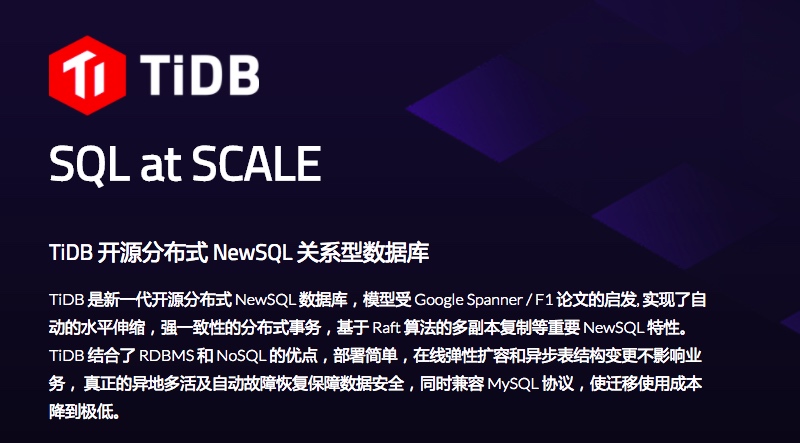 Ti TiDB
SQL at SCALE
TiDB 开源分布式 NewSQL 关系型数据库
TiDB 是新一代开源分布式 NewSQL 数据库，模型受 Google Spanner / F1 论文的启发, 实现了自
动的水平伸缩，强一致性的分布式事务，基于 Raft 算法的多副本复制等重要 NewSQL 特性。
TiDB 结合了 RDBMS 和 NoSQL 的优点，部署简单，在线弹性扩容和异步表结构变更不影响业
务， 真正的异地多活及自动故障恢复保障数据安全，同时兼容 MySQL 协议，使迁移使用成本
降到极低。